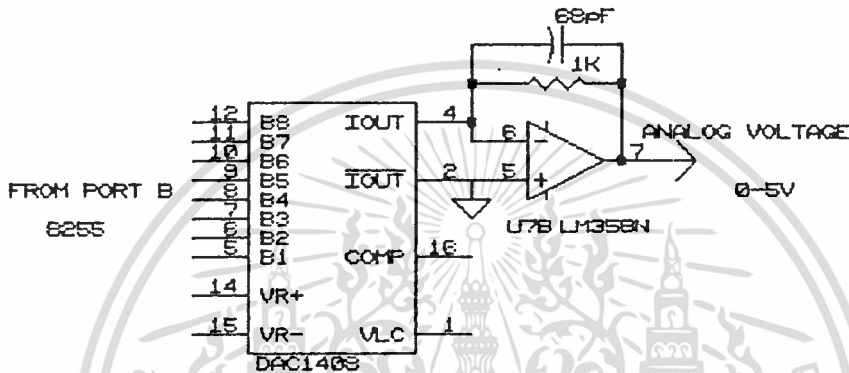 68pF
1K
12 B8 IOUT 4
11 B7
10 B6 6 -
9 B5 IOUT 2 5 +
8 B4
7 B3
6 B2 COMP 16
5 B1
14 VR+
15 VR- VLC 1
DAC1408
FROM PORT B
8255
U7B LM358N
7
ANALOG VOLTAGE
0-5V